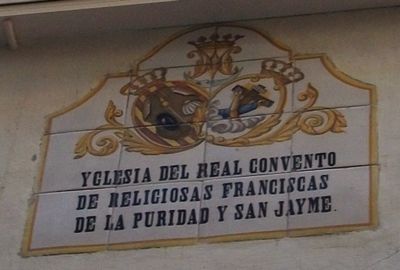 YGLESIA DEL REAL CONVENTO
DE RELIGIOSAS FRANCISCAS
DE LA PURIDAD Y SAN JAYME.